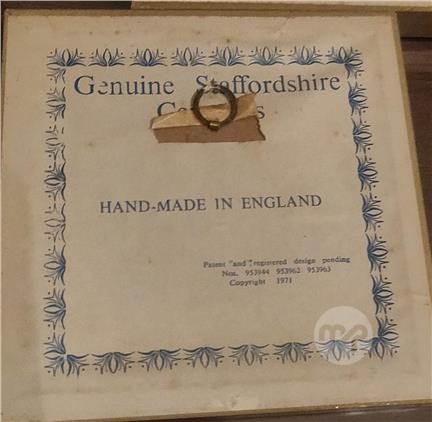 Genuine Staffordshire
HAND-MADE IN ENGLAND
Patent and registered design pending
Nos. 953944 953962 953963
Copyright 1971